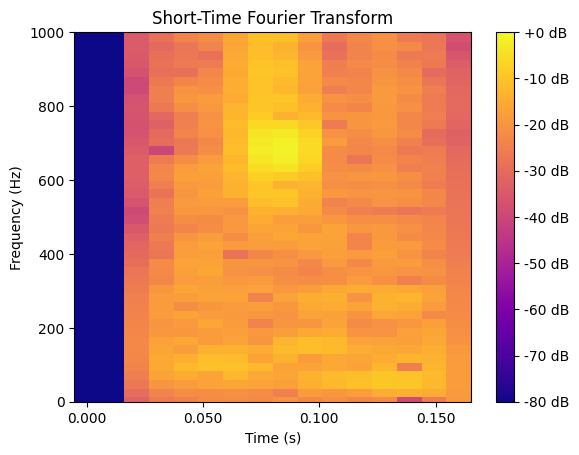 Short-Time Fourier Transform
1000
800
600
400
200
0
Frequency (Hz)
0.000
0.050
0.100
0.150
Time (s)
+0 dB
-10 dB
-20 dB
-30 dB
-40 dB
-50 dB
-60 dB
-70 dB
-80 dB